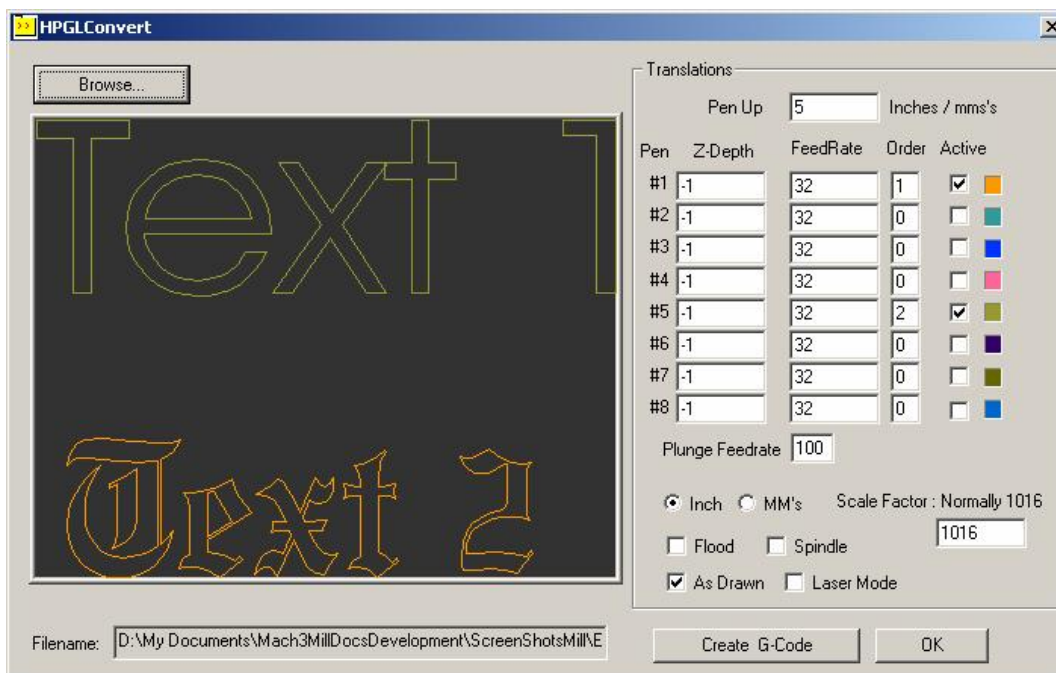 HPGLConvert
Browse...
Text T
Text 2
Translations
Pen Up 5 Inches / mms's
Pen Z-Depth FeedRate Order Active
#1 -1 32 1
#2 -1 32 0
#3 -1 32 0
#4 -1 32 0
#5 -1 32 2
#6 -1 32 0
#7 -1 32 0
#8 -1 32 0
Plunge Feedrate 100
Inch MM's Scale Factor : Normally 1016
1016
Flood Spindle
As Drawn Laser Mode
Filename: D:\My Documents\Mach3MillDocsDevelopment\ScreenShotsMill\E
Create G-Code OK